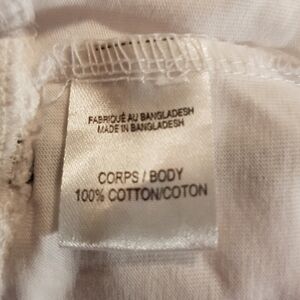 FABRIQUÉ AU BANGLADESH
MADE IN BANGLADESH
CORPS / BODY
100% COTTON/COTON